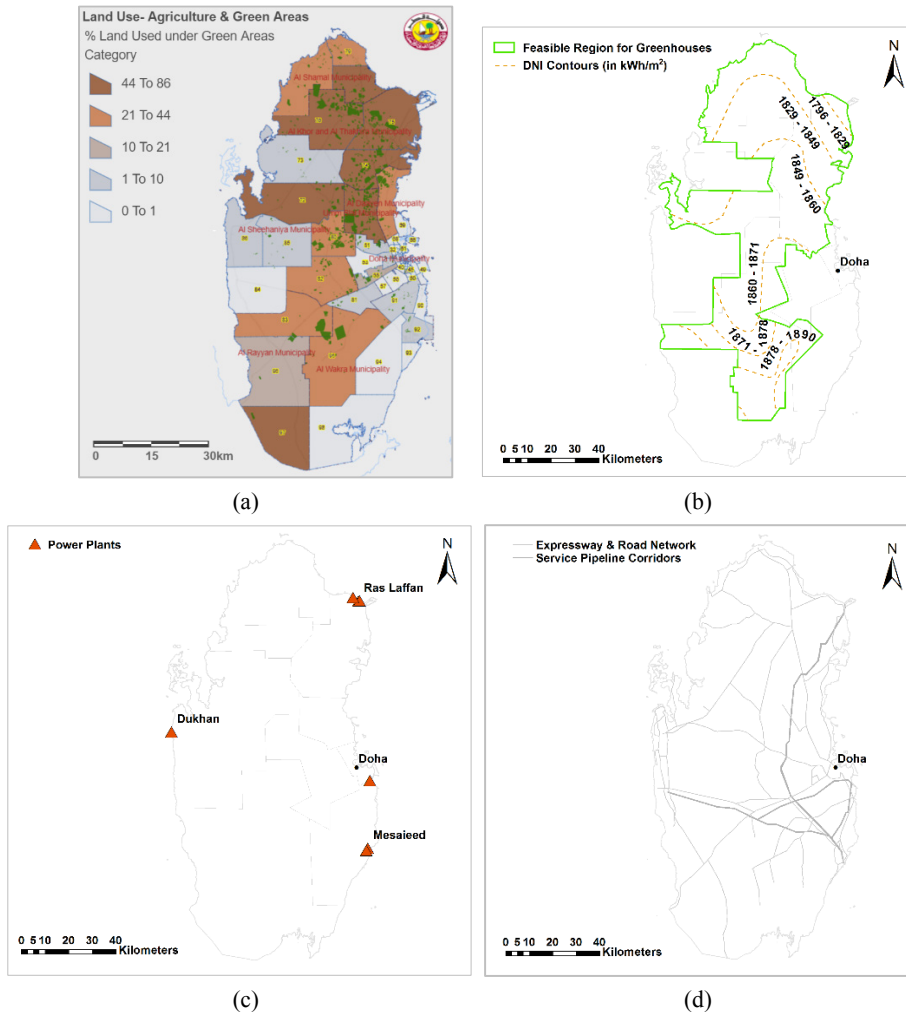 Land Use- Agriculture & Green Areas
% Land Used under Green Areas
Category
44 To 86
21 To 44
10 To 21
1 To 10
0 To 1
Al Shamal Municipality
Al Khor and Al Thakhira Municipality
Al Daayen Municipality
Al Sheehaniya Municipality
Doha Municipality
Al Rayyan Municipality
Al Wakra Municipality
0 15 30km
(a)
Feasible Region for Greenhouses
DNI Contours (in kWh/m²)
N
1796 - 1829
1829 - 1849
1849 - 1860
1860 - 1871
1871 - 1878
1878 - 1890
Doha
0 5 10 20 30 40
Kilometers
(b)
Power Plants
N
Ras Laffan
Dukhan
Doha
Mesaieed
0 5 10 20 30 40
Kilometers
(c)
Expressway & Road Network
Service Pipeline Corridors
N
Doha
0 5 10 20 30 40
Kilometers
(d)